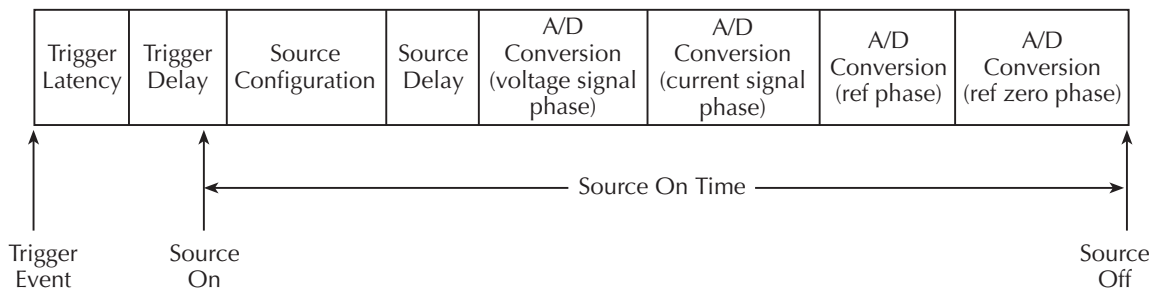 Trigger
Latency
Trigger
Delay
Source
Configuration
Source
Delay
A/D
Conversion
(voltage signal
phase)
A/D
Conversion
(current signal
phase)
A/D
Conversion
(ref phase)
A/D
Conversion
(ref zero phase)
Source On Time
Trigger
Event
Source
On
Source
Off